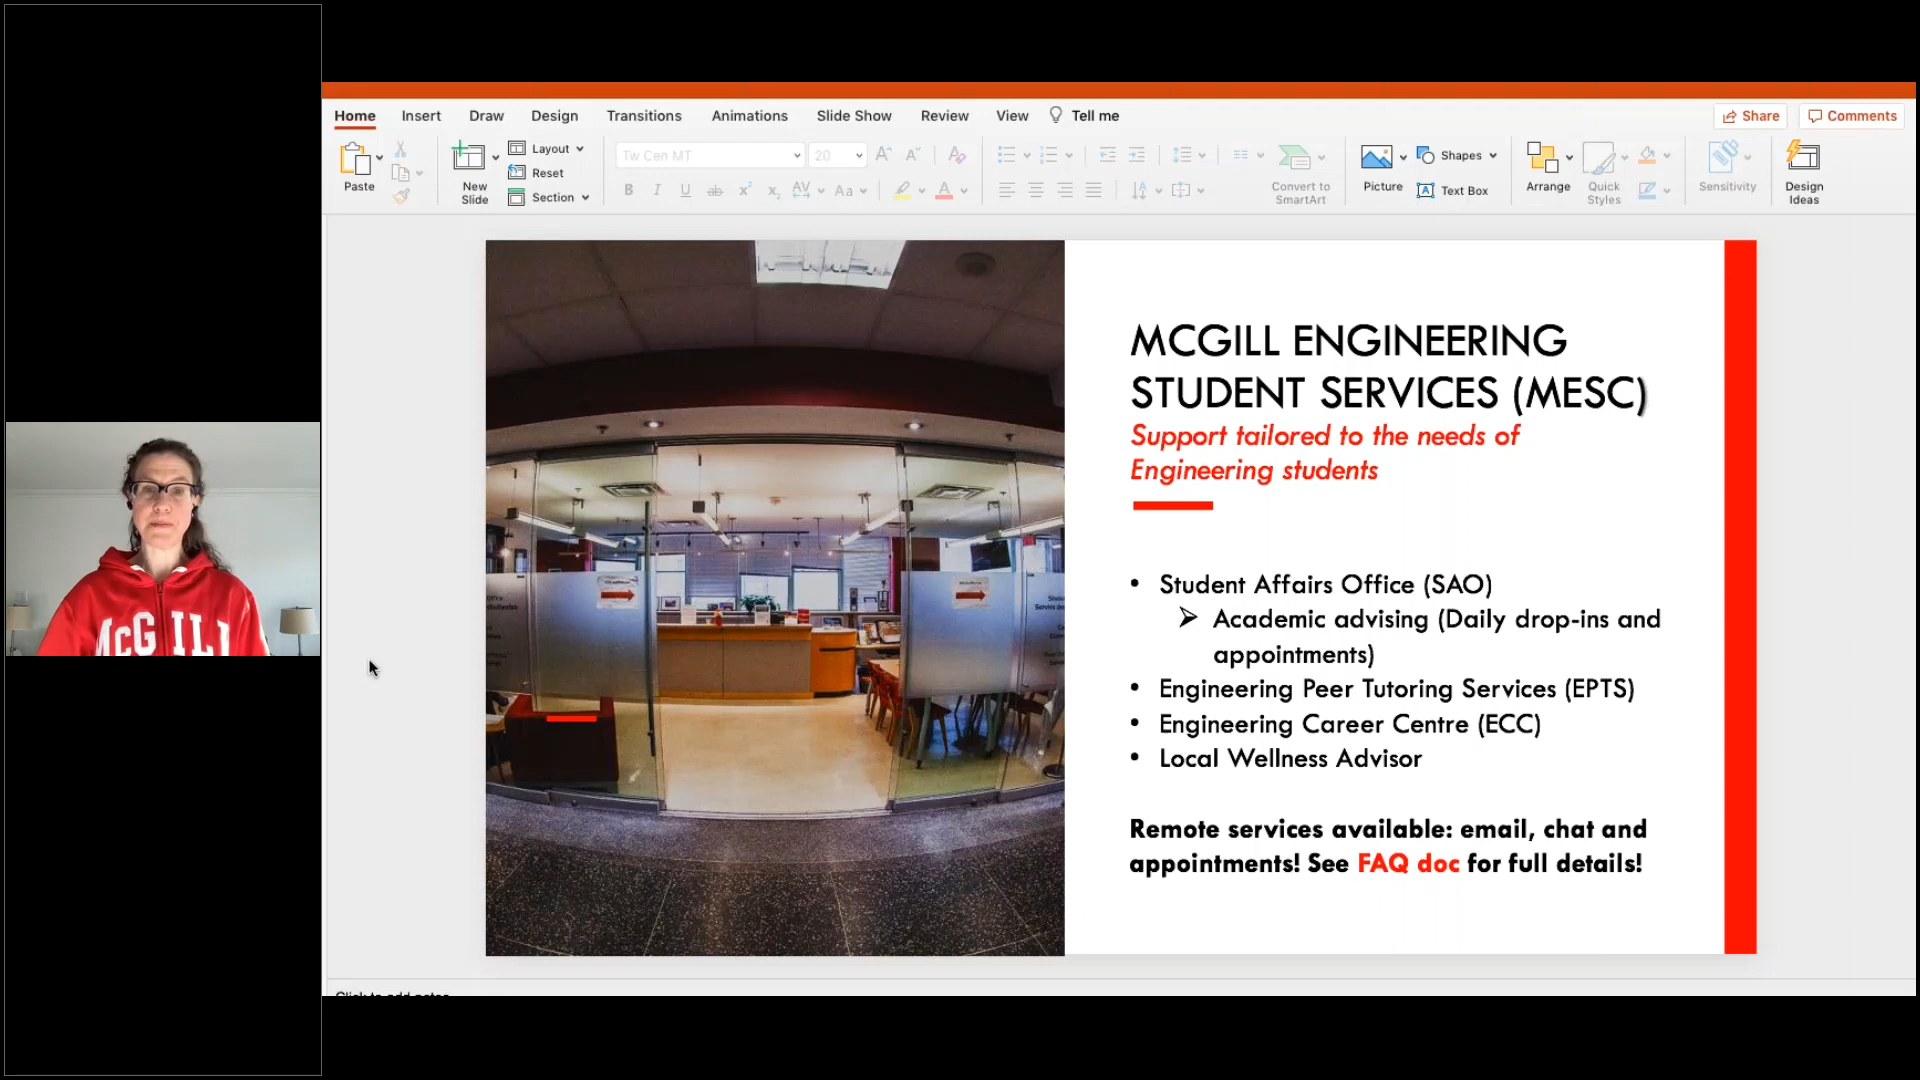 Home Insert Draw Design Transitions Animations Slide Show Review View Tell me Share Comments
Paste
New Slide
Layout
Reset
Section
Tw Cen MT 20
Convert to SmartArt
Picture
Shapes
Text Box
Arrange
Quick Styles
Sensitivity
Design Ideas
MCGILL ENGINEERING
STUDENT SERVICES (MESC)
Support tailored to the needs of
Engineering students
• Student Affairs Office (SAO)
➢ Academic advising (Daily drop-ins and
appointments)
• Engineering Peer Tutoring Services (EPTS)
• Engineering Career Centre (ECC)
• Local Wellness Advisor
Remote services available: email, chat and
appointments! See FAQ doc for full details!
McGILL
Click to add notes